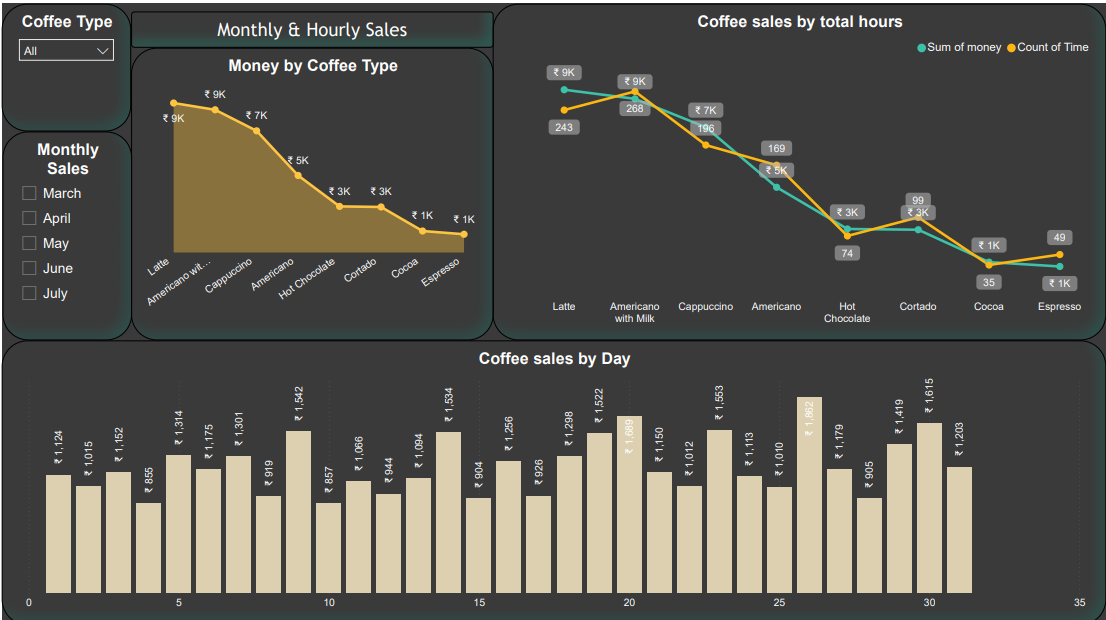 Coffee Type
All
Monthly & Hourly Sales
Monthly
Sales
March
April
May
June
July
Money by Coffee Type
₹ 9K
₹ 9K
₹ 7K
₹ 5K
₹ 3K
₹ 3K
₹ 1K
₹ 1K
Latte
Americano wit...
Cappuccino
Americano
Hot Chocolate
Cortado
Cocoa
Espresso
Coffee sales by total hours
Sum of money
Count of Time
₹ 9K
243
₹ 9K
268
₹ 7K
196
169
₹ 5K
₹ 3K
74
99
₹ 3K
₹ 1K
35
49
₹ 1K
Latte
Americano
with Milk
Cappuccino
Americano
Hot
Chocolate
Cortado
Cocoa
Espresso
Coffee sales by Day
₹ 1,124
₹ 1,015
₹ 1,152
₹ 855
₹ 1,314
₹ 1,175
₹ 1,301
₹ 919
₹ 1,542
₹ 857
₹ 1,066
₹ 944
₹ 1,094
₹ 1,534
₹ 904
₹ 1,256
₹ 926
₹ 1,298
₹ 1,522
₹ 1,689
₹ 1,150
₹ 1,012
₹ 1,553
₹ 1,113
₹ 1,010
₹ 1,862
₹ 1,179
₹ 905
₹ 1,419
₹ 1,615
₹ 1,203
0
5
10
15
20
25
30
35